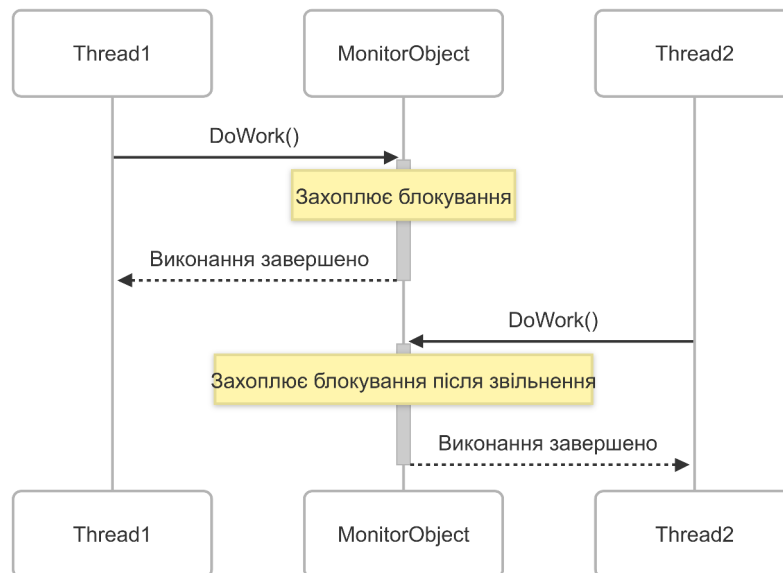 Thread1
MonitorObject
Thread2
DoWork()
Захоплює блокування
Виконання завершено
DoWork()
Захоплює блокування після звільнення
Виконання завершено
Thread1
MonitorObject
Thread2